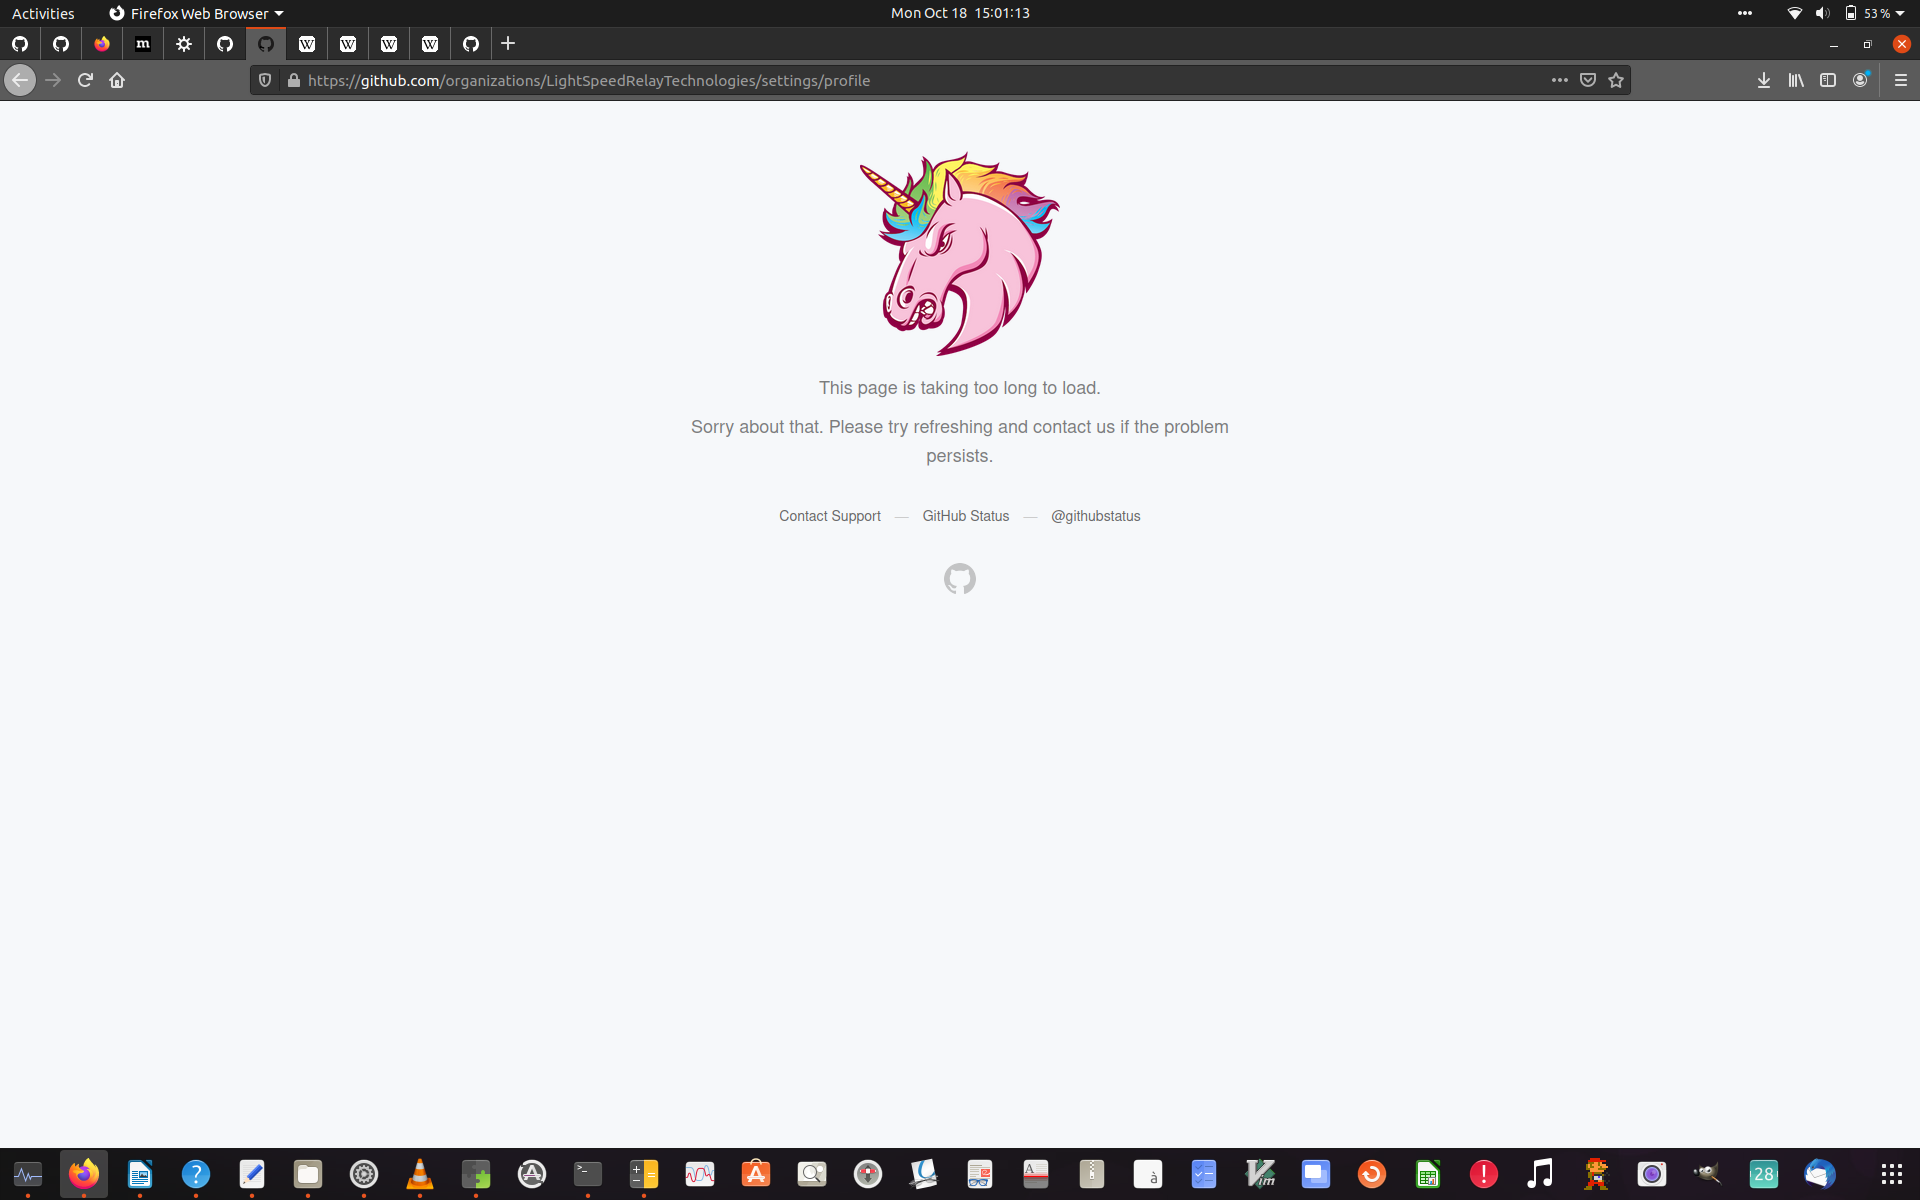 Activities
Firefox Web Browser
Mon Oct 18 15:01:13
53 %
https://github.com/organizations/LightSpeedRelayTechnologies/settings/profile
This page is taking too long to load.
Sorry about that. Please try refreshing and contact us if the problem
persists.
Contact Support — GitHub Status — @githubstatus
28